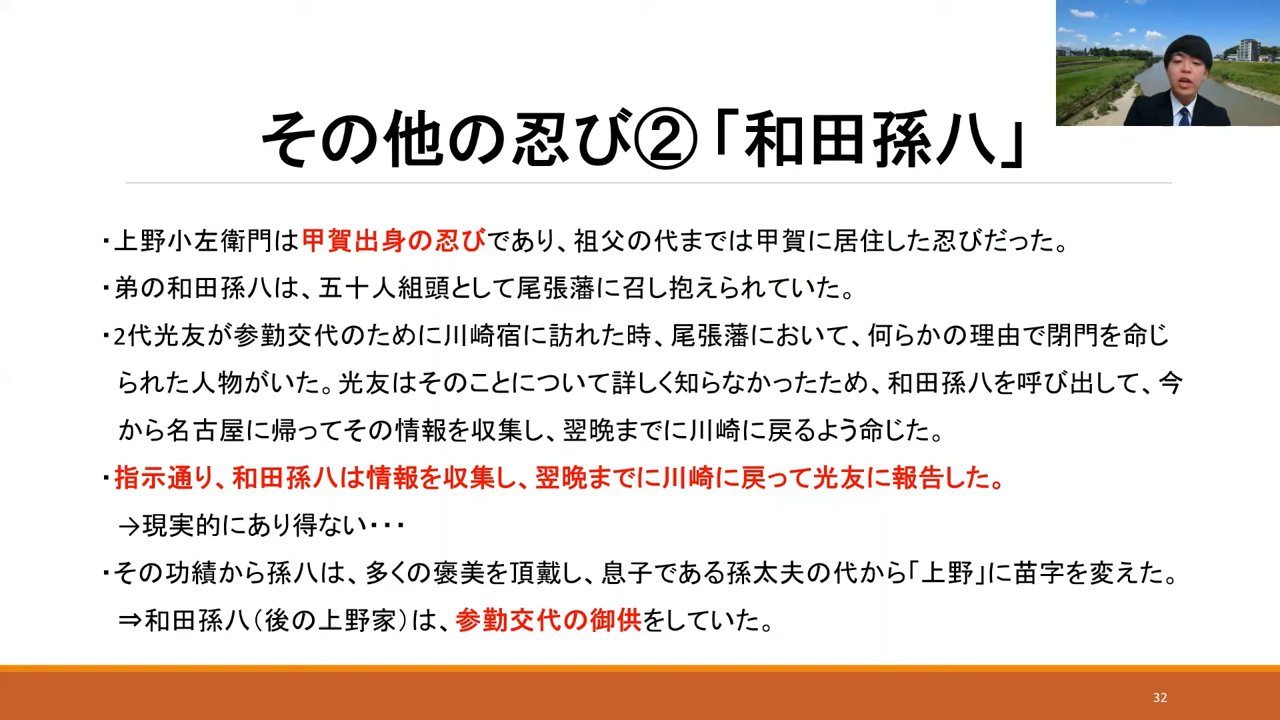 その他の忍び②「和田孫八」
・上野小左衛門は甲賀出身の忍びであり、祖父の代までは甲賀に居住した忍びだった。
・弟の和田孫八は、五十人組頭として尾張藩に召し抱えられていた。
・2代光友が参勤交代のために川崎宿に訪れた時、尾張藩において、何らかの理由で閉門を命じ
られた人物がいた。光友はそのことについて詳しく知らなかったため、和田孫八を呼び出して、今
から名古屋に帰ってその情報を収集し、翌晩までに川崎に戻るよう命じた。
・指示通り、和田孫八は情報を収集し、翌晩までに川崎に戻って光友に報告した。
→現実的にあり得ない・・・
・その功績から孫八は、多くの褒美を頂戴し、息子である孫太夫の代から「上野」に苗字を変えた。
⇒和田孫八（後の上野家）は、参勤交代の御供をしていた。
32